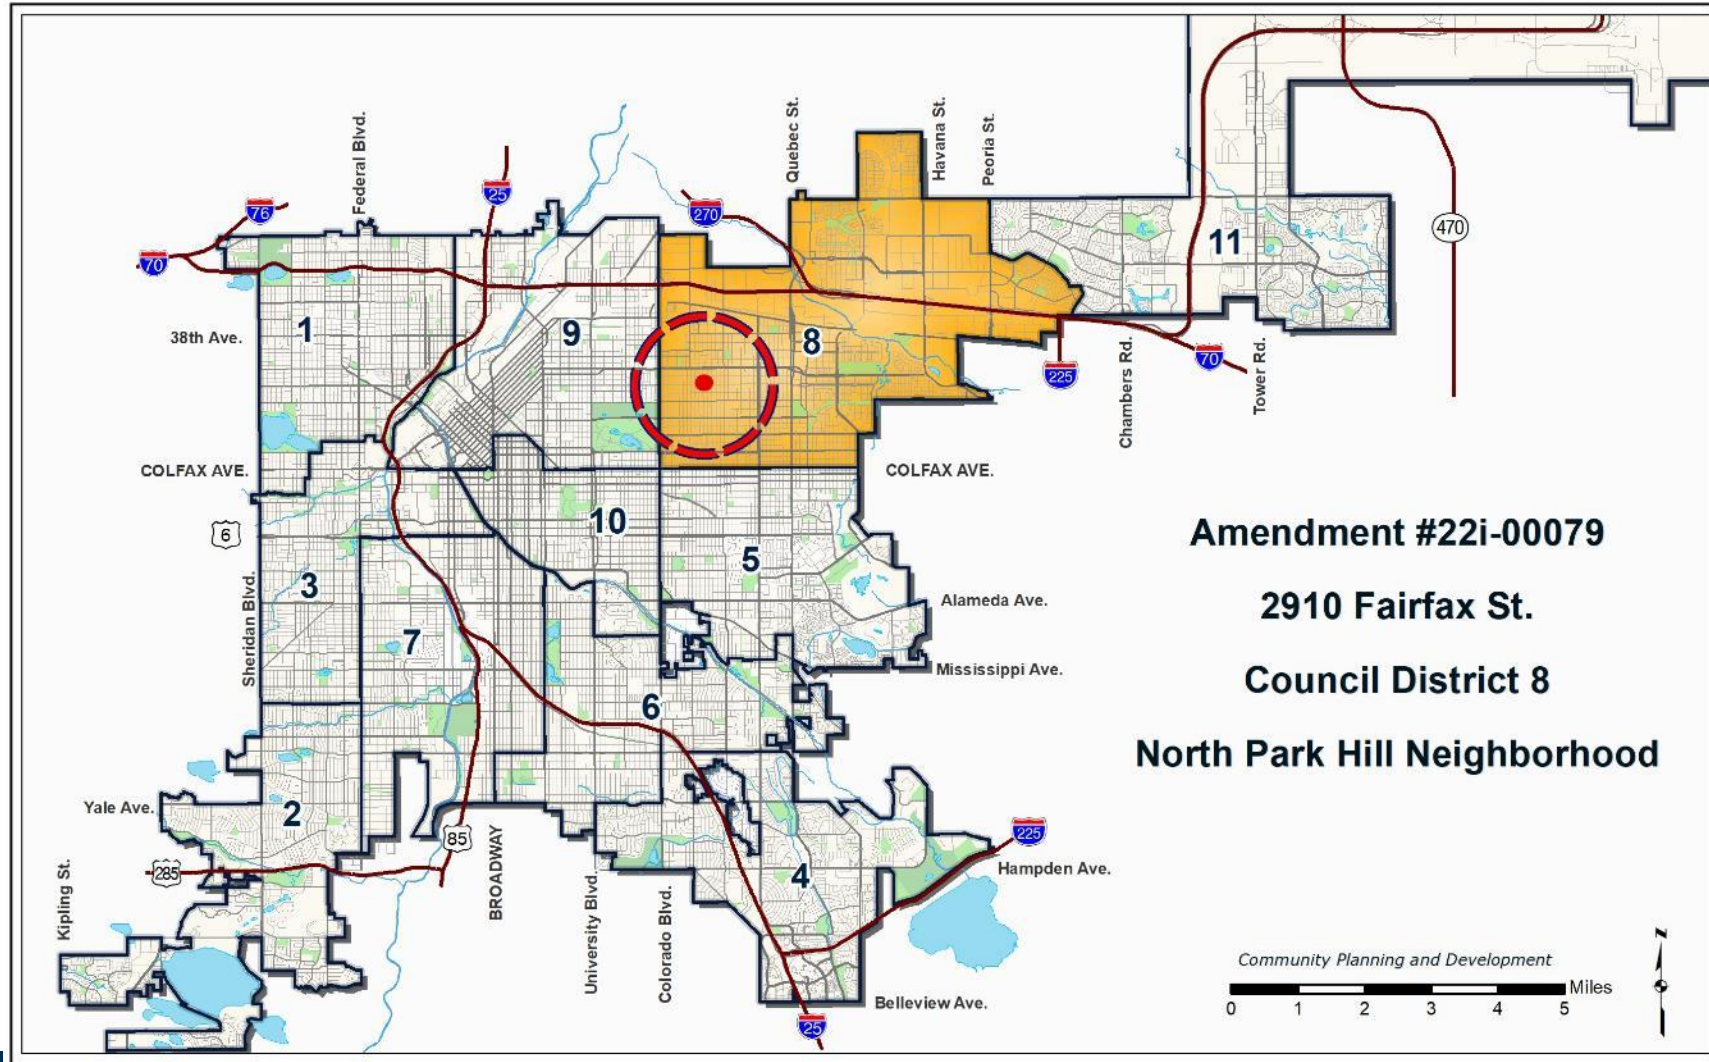 Federal Blvd.
Quebec St.
Havana St.
Peoria St.
76
25
270
70
470
11
38th Ave.
1
9
8
225
70
Chambers Rd.
Tower Rd.
COLFAX AVE.
COLFAX AVE.
6
10
5
3
Sheridan Blvd.
7
Alameda Ave.
Mississippi Ave.
6
Amendment #22i-00079
2910 Fairfax St.
Council District 8
North Park Hill Neighborhood
Yale Ave.
2
85
285
225
4
Hampden Ave.
Kipling St.
BROADWAY
University Blvd.
Colorado Blvd.
Belleview Ave.
25
Community Planning and Development
Miles
0 1 2 3 4 5
N